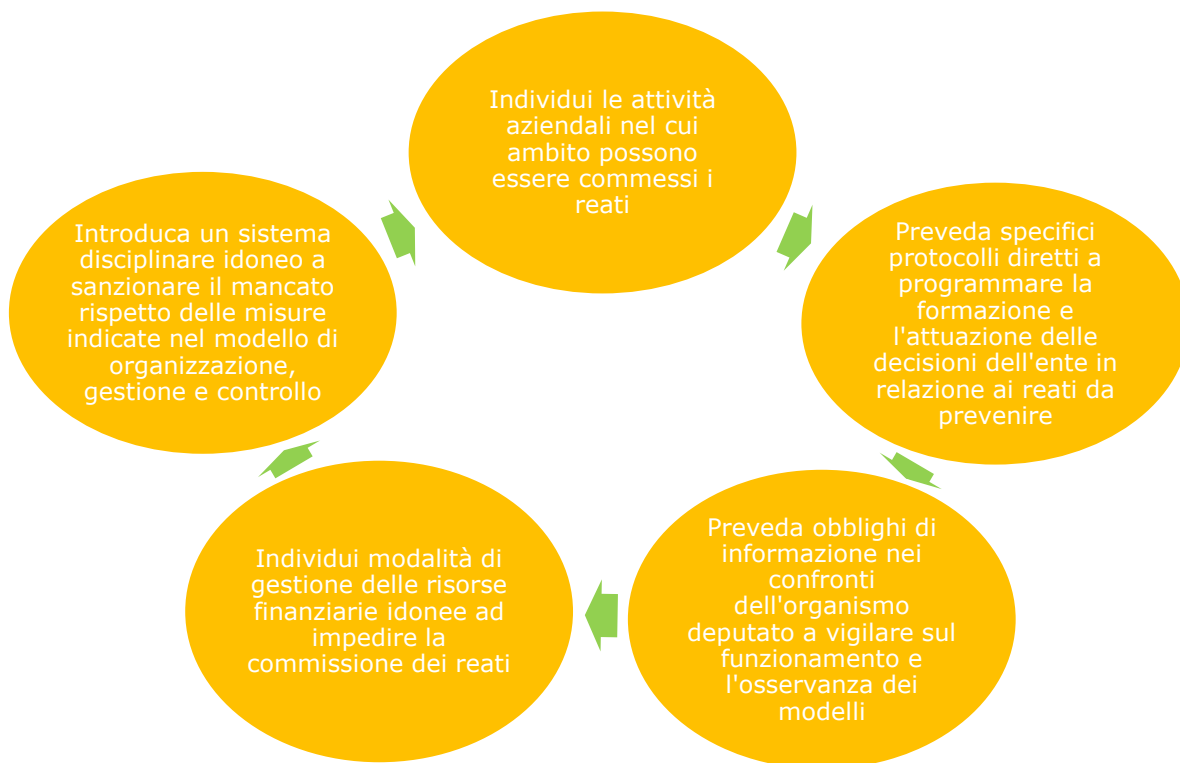 Individui le attività
aziendali nel cui
ambito possono
essere commessi i
reati
Preveda specifici
protocolli diretti a
programmare la
formazione e
l'attuazione delle
decisioni dell'ente in
relazione ai reati da
prevenire
Preveda obblighi di
informazione nei
confronti
dell'organismo
deputato a vigilare sul
funzionamento e
l'osservanza dei
modelli
Individui modalità di
gestione delle risorse
finanziarie idonee ad
impedire la
commissione dei reati
Introduca un sistema
disciplinare idoneo a
sanzionare il mancato
rispetto delle misure
indicate nel modello di
organizzazione,
gestione e controllo